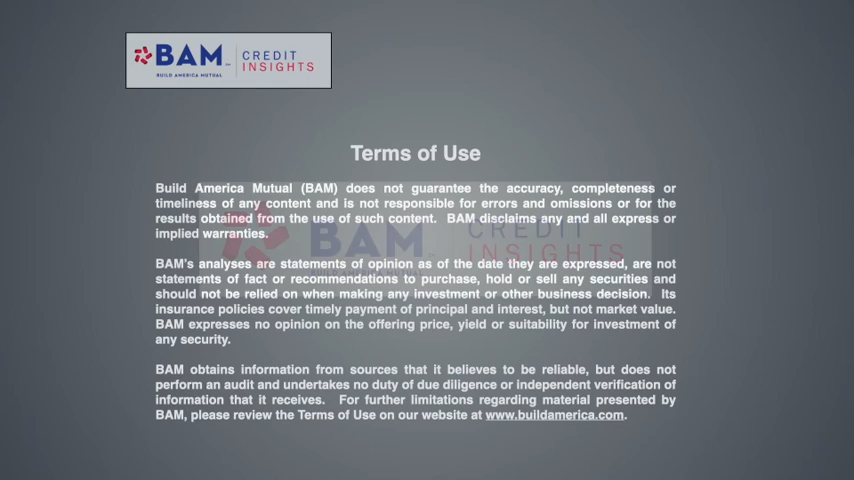 BAM CREDIT
BUILD AMERICA MUTUAL INSIGHTS
Terms of Use
Build America Mutual (BAM) does not guarantee the accuracy, completeness or
timeliness of any content and is not responsible for errors and omissions or for the
results obtained from the use of such content. BAM disclaims any and all express or
implied warranties.
BAM CREDIT
INSIGHTS
BAM's analyses are statements of opinion as of the date they are expressed, are not
statements of fact or recommendations to purchase, hold or sell any securities and
should not be relied on when making any investment or other business decision. Its
insurance policies cover timely payment of principal and interest, but not market value.
BAM expresses no opinion on the offering price, yield or suitability for investment of
any security.
BAM obtains information from sources that it believes to be reliable, but does not
perform an audit and undertakes no duty of due diligence or independent verification of
information that it receives. For further limitations regarding material presented by
BAM, please review the Terms of Use on our website at www.buildamerica.com.